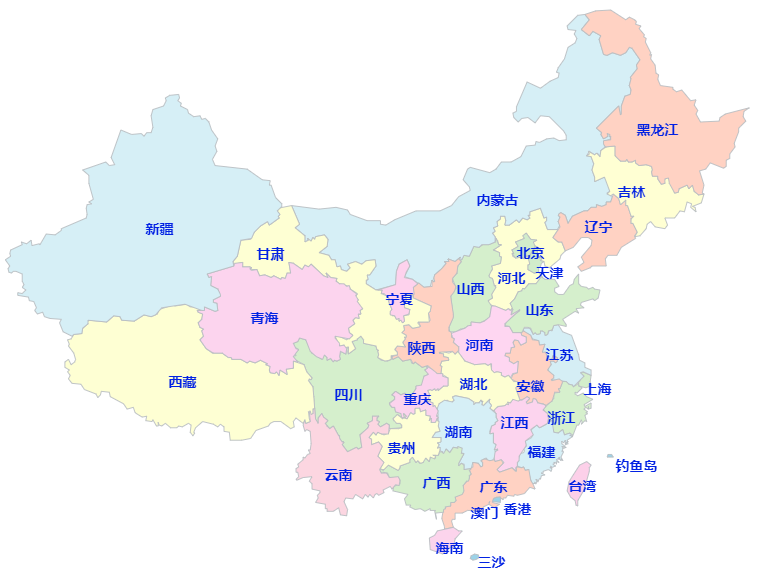 黑龙江
吉林
内蒙古
辽宁
新疆
甘肃
北京
天津
河北
山西
宁夏
山东
青海
陕西
河南
江苏
西藏
湖北
安徽
上海
四川
重庆
浙江
江西
湖南
贵州
福建
钓鱼岛
云南
广西
广东
台湾
澳门
香港
海南
三沙